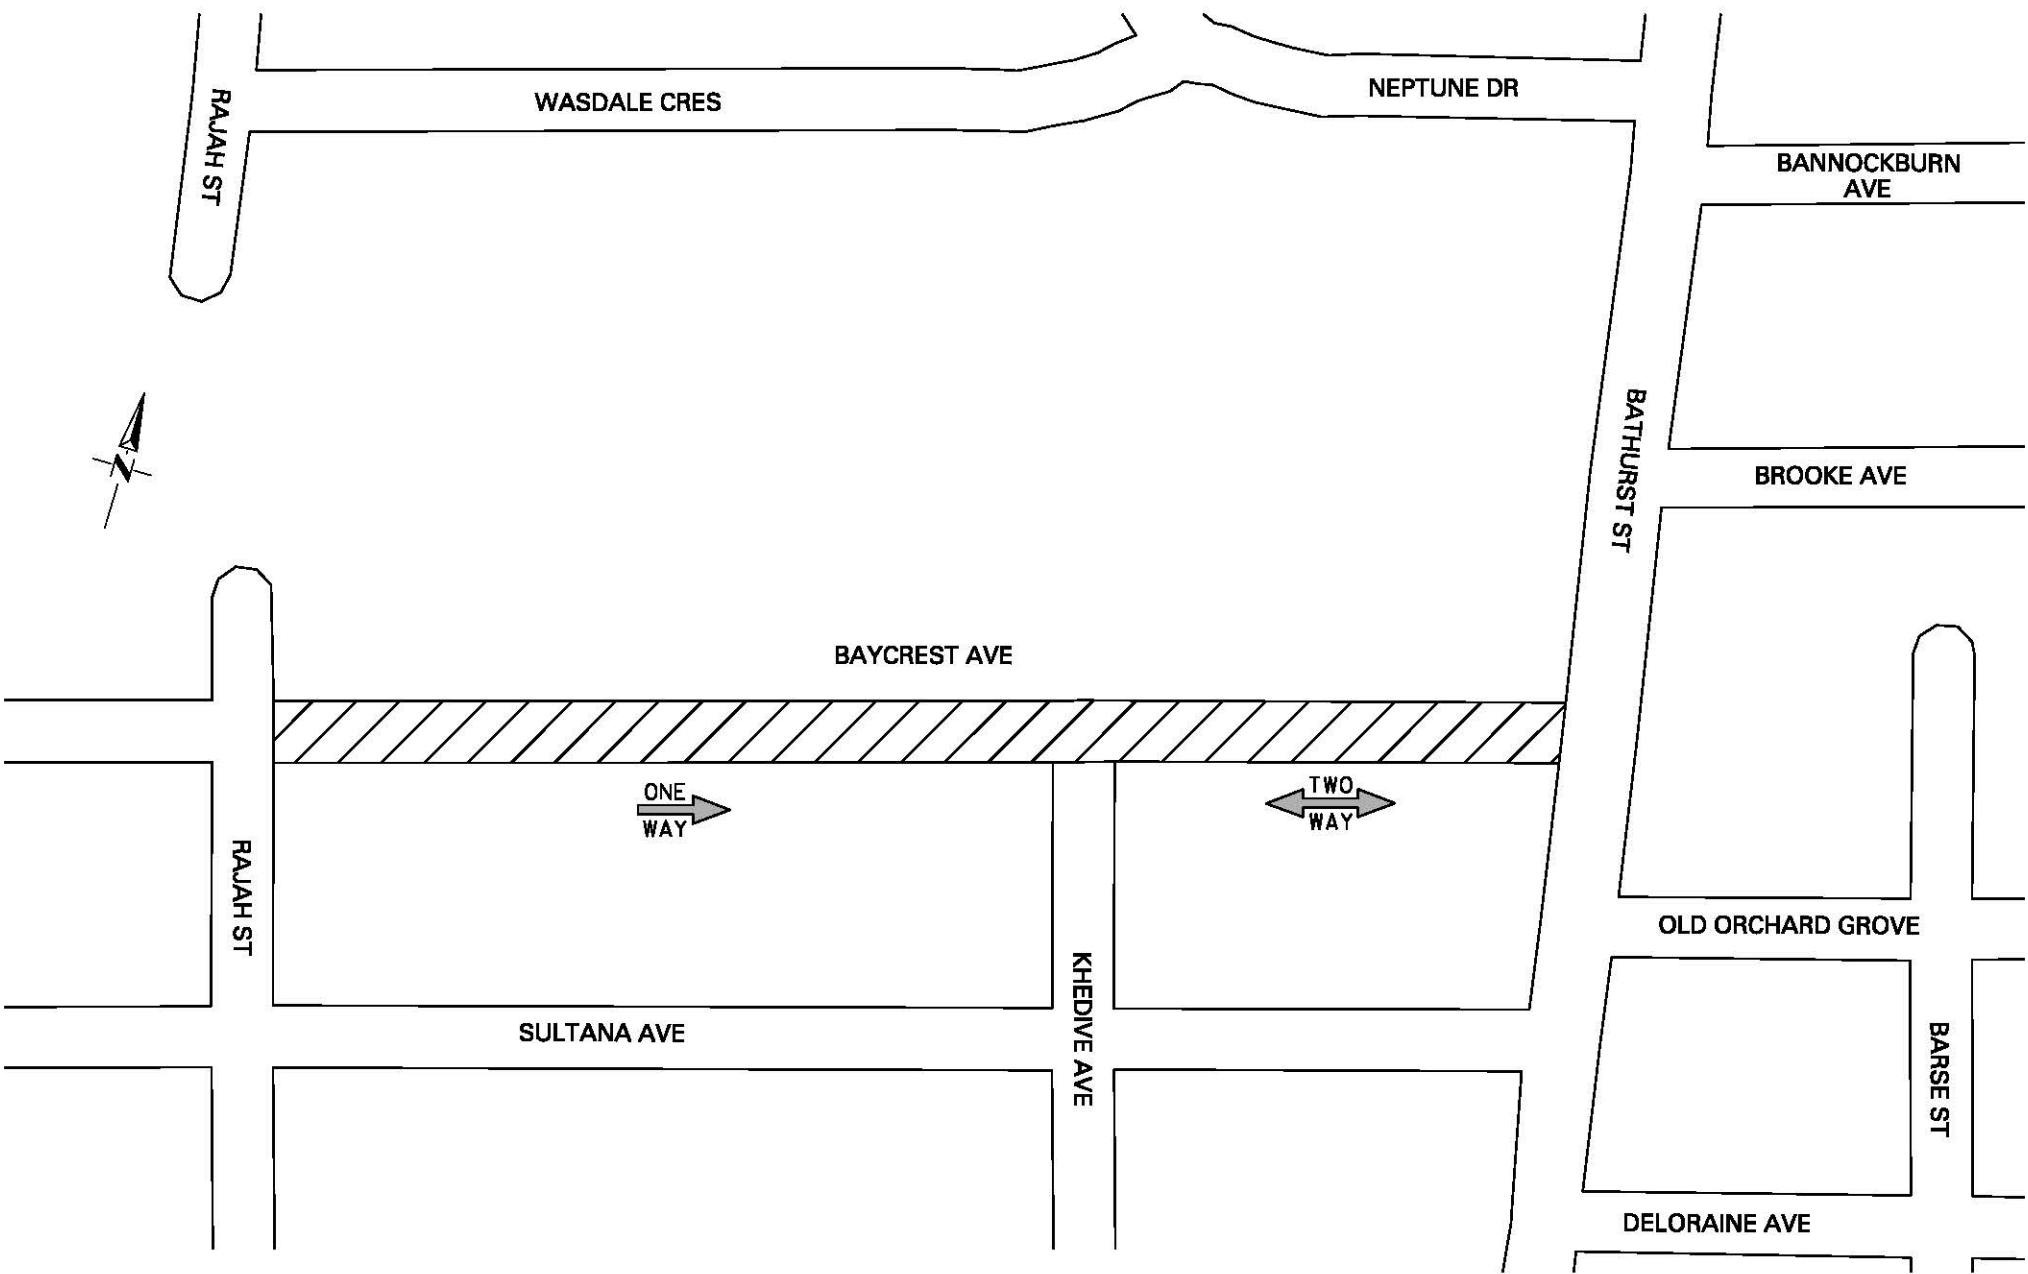 WASDALE CRES
NEPTUNE DR
RAJAH ST
BANNOCKBURN
AVE
BATHURST ST
N
BROOKE AVE
BAYCREST AVE
ONE
WAY
TWO
WAY
RAJAH ST
OLD ORCHARD GROVE
KHEDIVE AVE
SULTANA AVE
BARSE ST
DELORAINE AVE